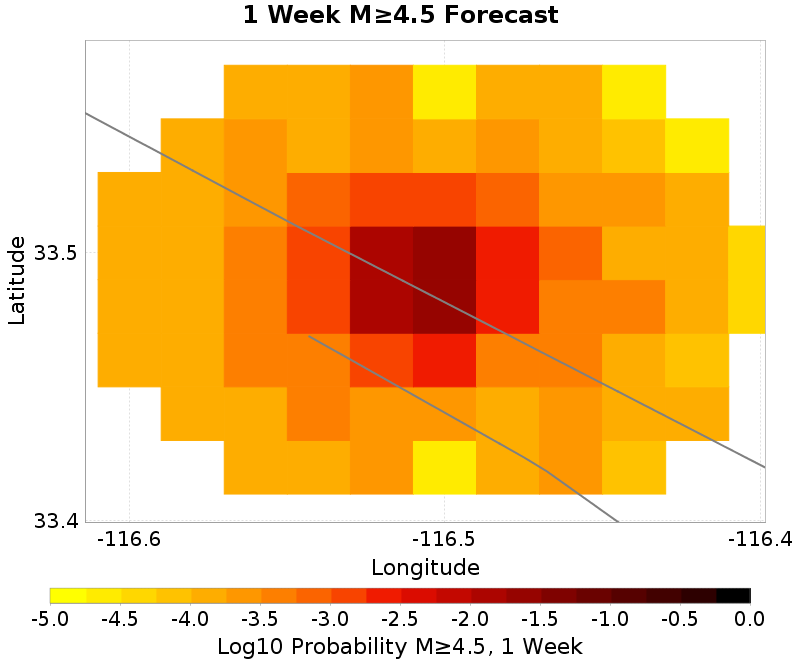 1 Week M≥4.5 Forecast
Latitude
33.5
33.4
-116.6 -116.5 -116.4
Longitude
-5.0 -4.5 -4.0 -3.5 -3.0 -2.5 -2.0 -1.5 -1.0 -0.5 0.0
Log10 Probability M≥4.5, 1 Week